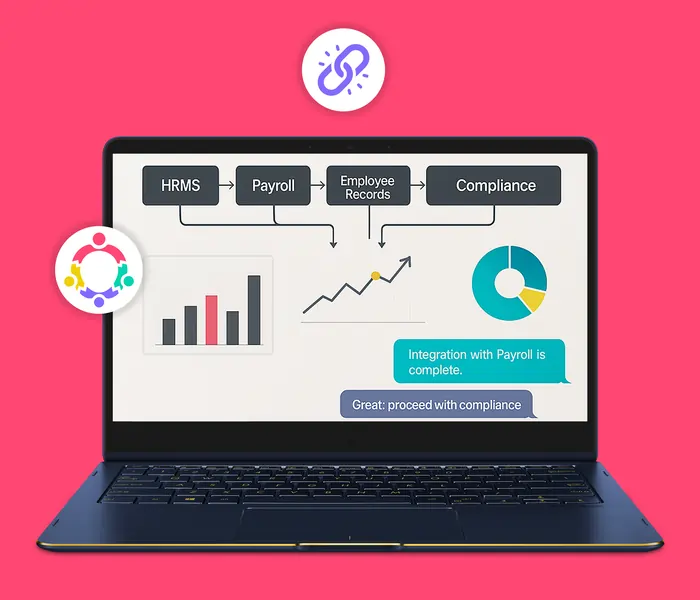 HRMS
Payroll
Employee
Records
Compliance
Integration with Payroll is
complete.
Great: proceed with compliance